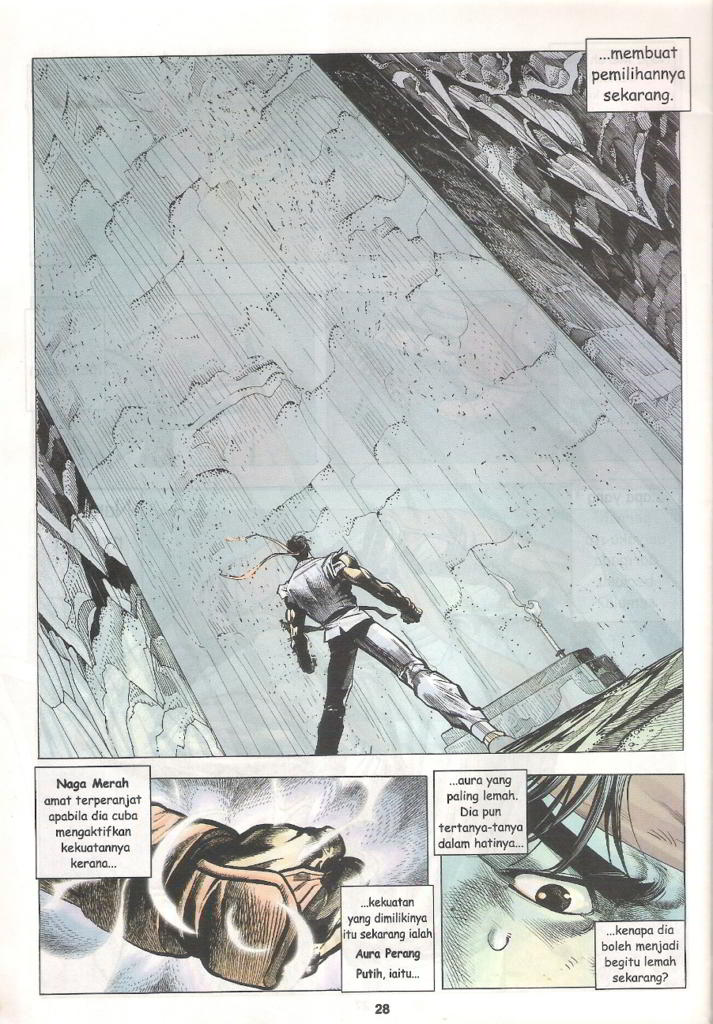 ...membuat
pemilihannya
sekarang.
Naga Merah
amat terperanjat
apabila dia cuba
mengaktifkan
kekuatannya
kerana...
...kekuatan
yang dimilikinya
itu sekarang ialah
Aura Perang
Putih, iaitu...
...aura yang
paling lemah.
Dia pun
tertanya-tanya
dalam hatinya...
...kenapa dia
boleh menjadi
begitu lemah
sekarang?
28